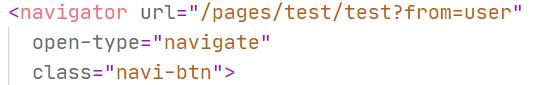 <navigator url="/pages/test/test?from=user"
open-type="navigate"
class="navi-btn">